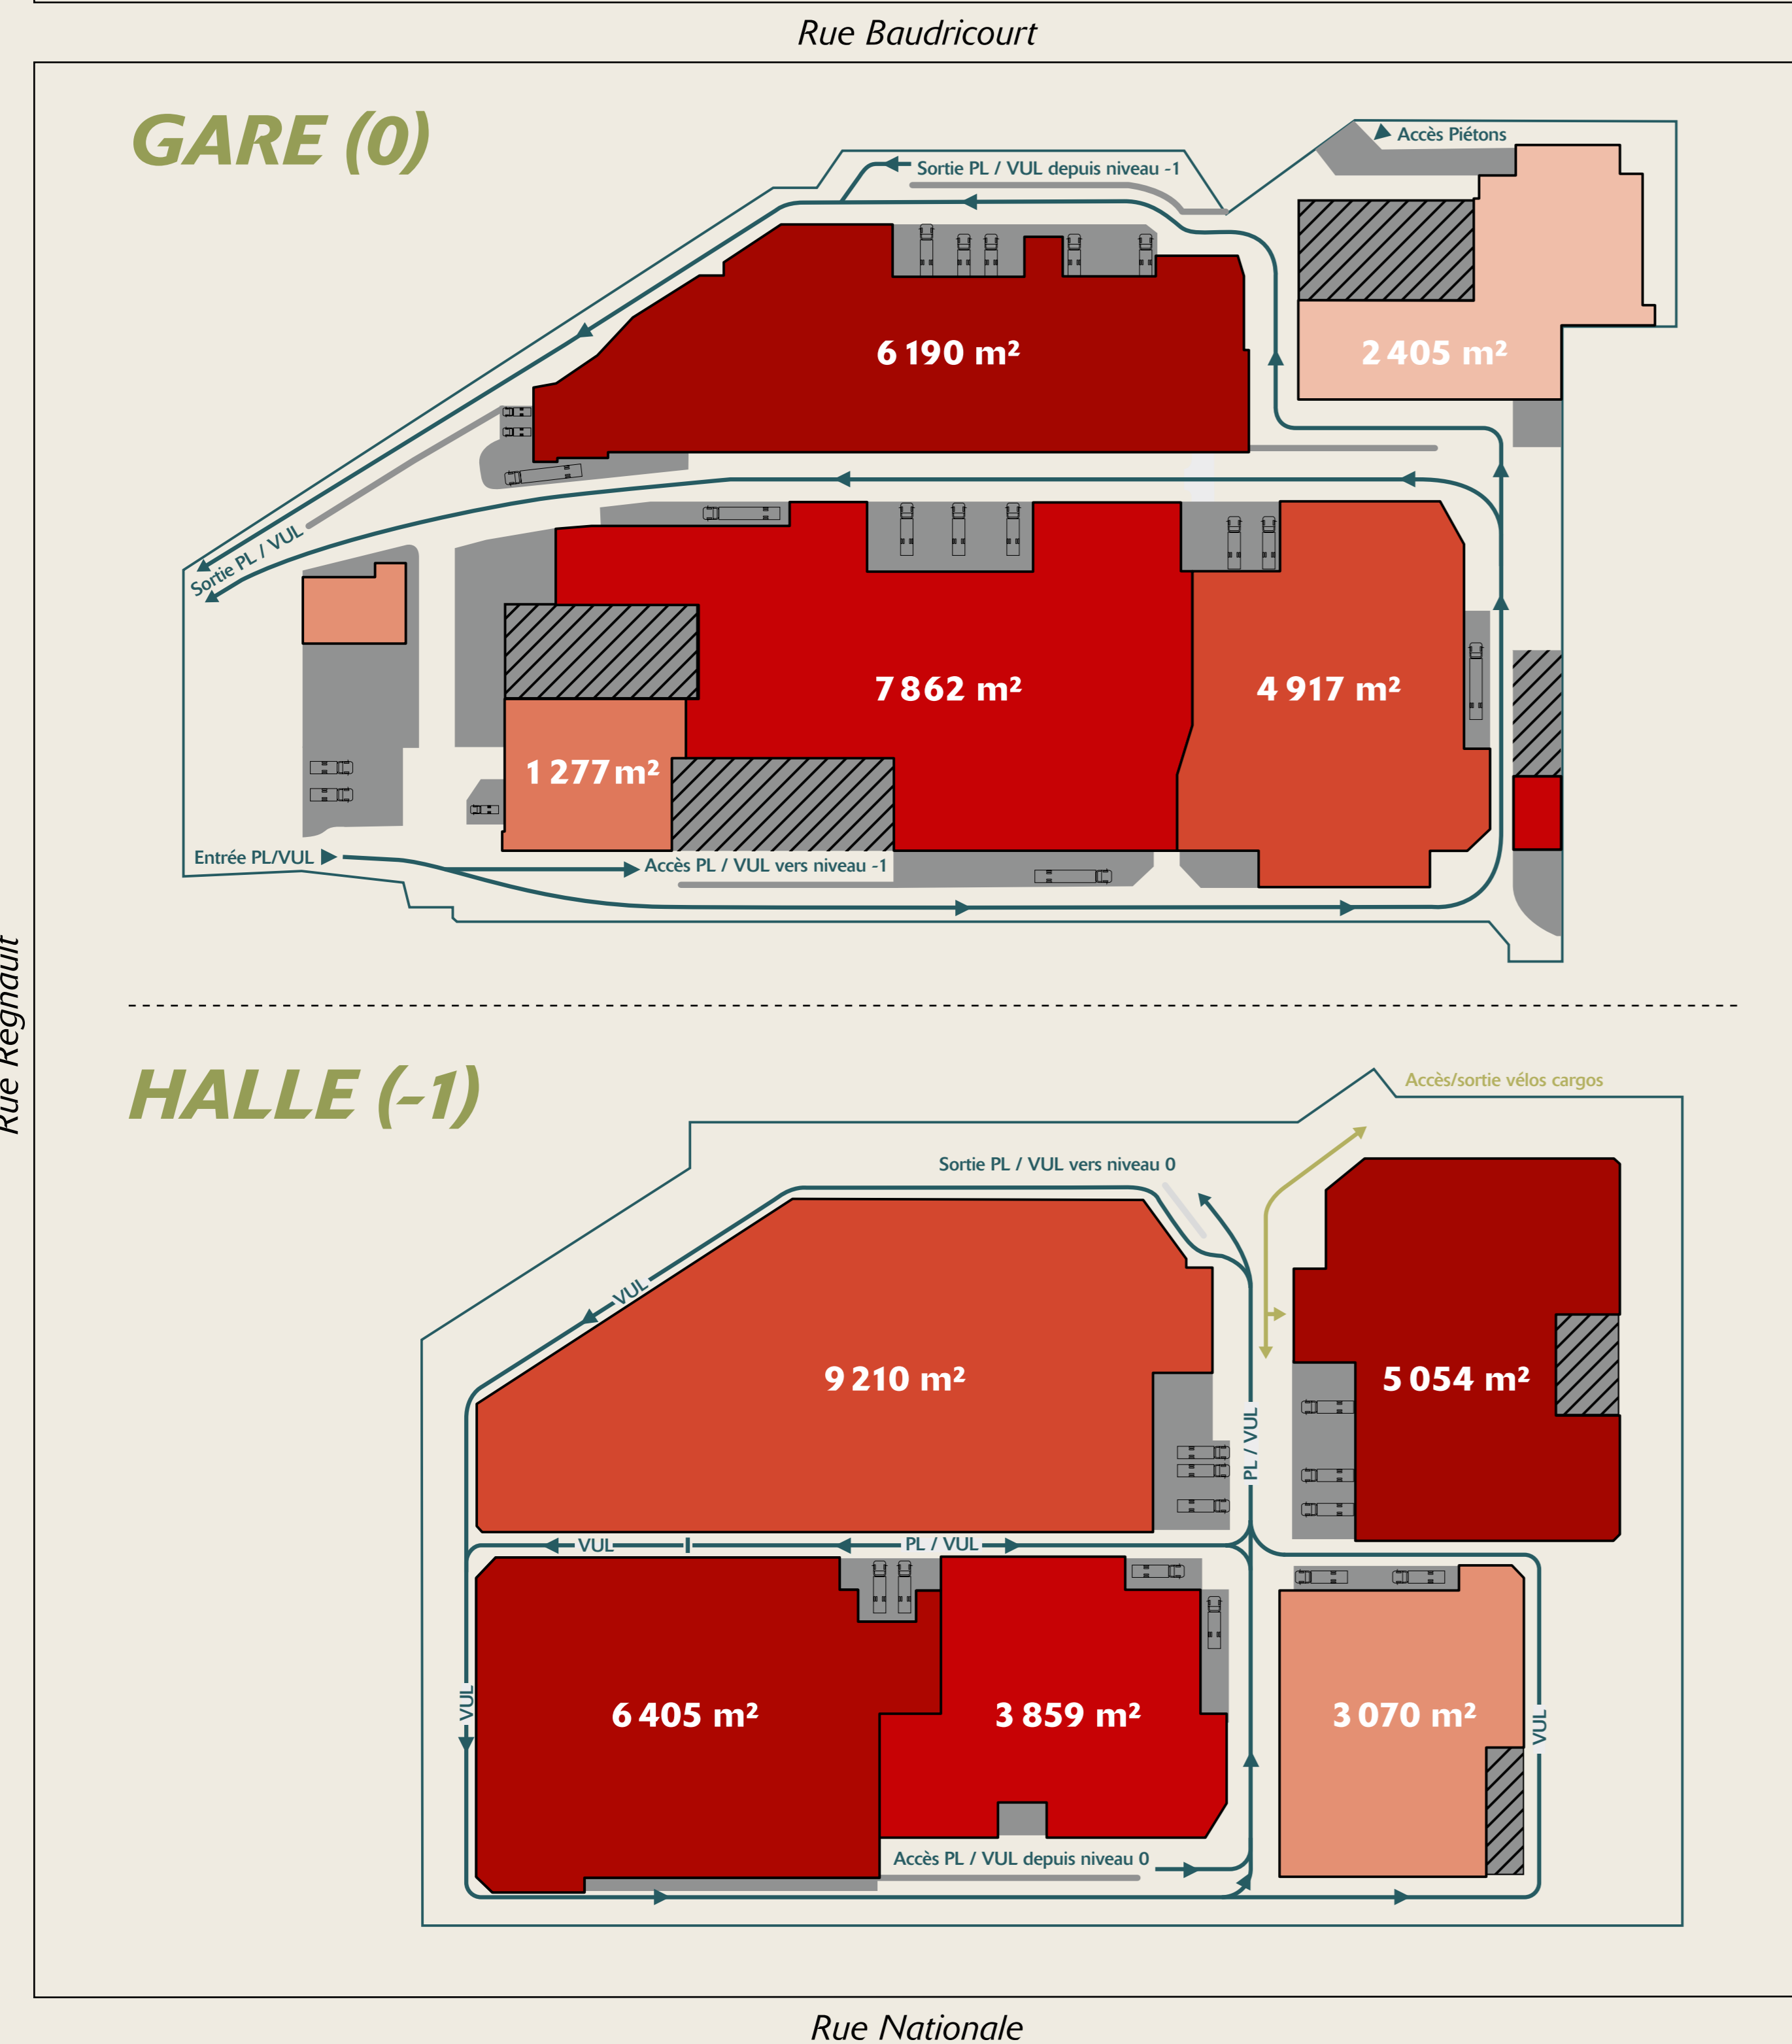 Rue Baudricourt
GARE (0)
Accès Piétons
Sortie PL / VUL depuis niveau -1
6 190 m²
2 405 m²
Sortie PL / VUL
7 862 m²
4 917 m²
1 277 m²
Entrée PL/VUL
Accès PL / VUL vers niveau -1
Rue Regnault
HALLE (-1)
Accès/sortie vélos cargos
Sortie PL / VUL vers niveau 0
VUL
9 210 m²
5 054 m²
PL / VUL
VUL
PL / VUL
VUL
6 405 m²
3 859 m²
3 070 m²
VUL
Accès PL / VUL depuis niveau 0
Rue Nationale